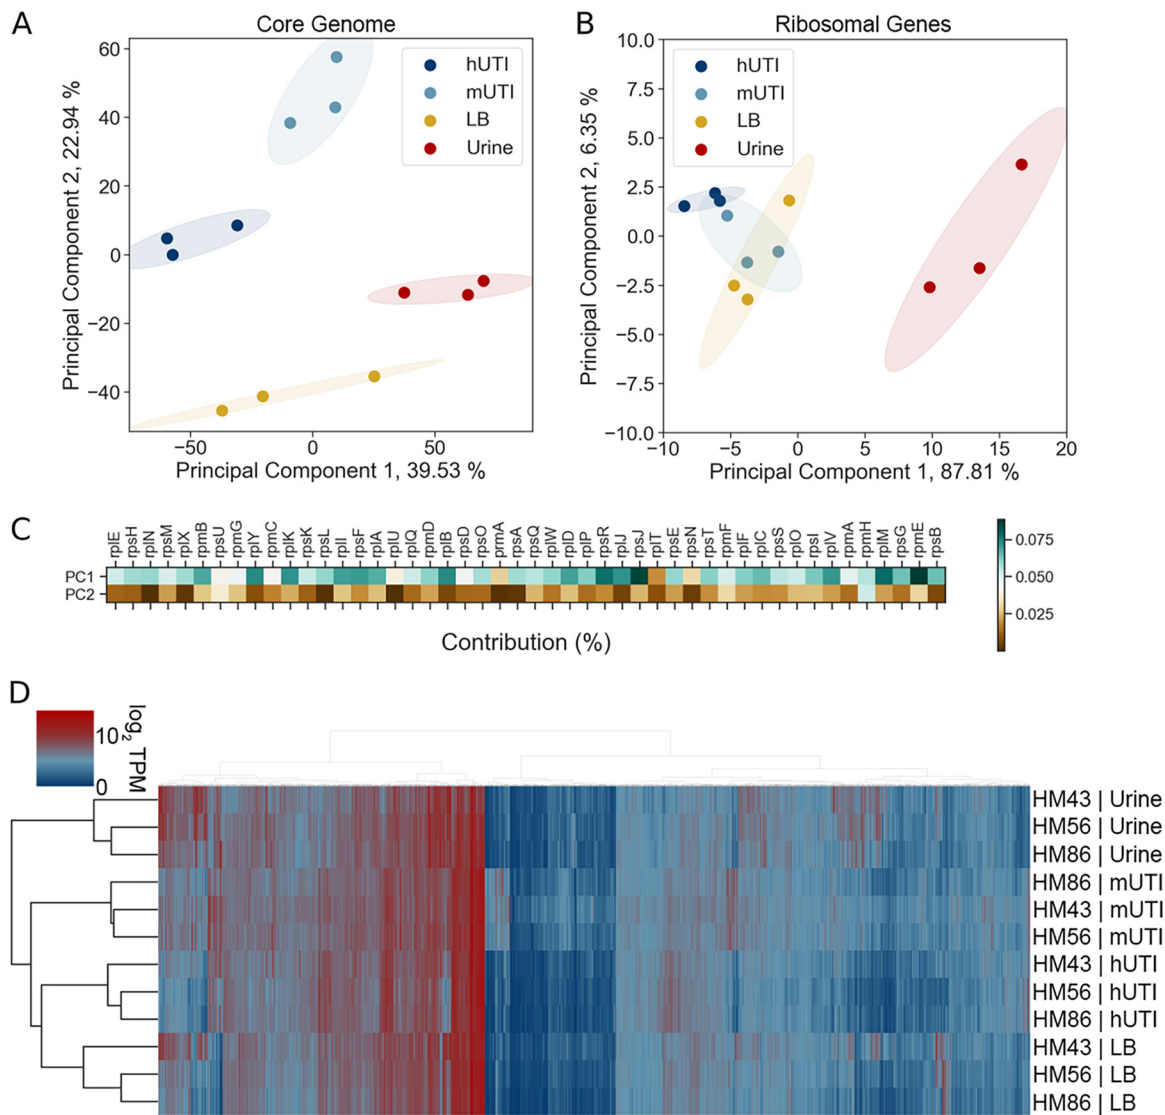 A
Core Genome
60
40
20
0
−20
−40
−50
0
50
Principal Component 2, 22.94 %
Principal Component 1, 39.53 %
hUTI
mUTI
LB
Urine
B
Ribosomal Genes
10.0
7.5
5.0
2.5
0.0
−2.5
−5.0
−7.5
−10.0
−10
−5
0
5
10
15
20
Principal Component 2, 6.35 %
Principal Component 1, 87.81 %
hUTI
mUTI
LB
Urine
C
rplE
rpsH
rplN
rpsM
rplX
rpmB
rpsU
rpmG
rplY
rpmC
rplK
rpsK
rpsL
rplI
rpsF
rplA
rplU
rplQ
rpmD
rplB
rpsD
rpsO
prmA
rpsA
rpsQ
rplW
rplD
rplP
rpsR
rplJ
rpsJ
rplT
rpsE
rpsN
rpsT
rpmF
rplF
rplC
rpsS
rplO
rpsI
rplV
rpmA
rpmH
rplM
rpsG
rpmE
rpsB
PC1
PC2
0.075
0.050
0.025
Contribution (%)
D
10
0
log2 TPM
HM43 | Urine
HM56 | Urine
HM86 | Urine
HM86 | mUTI
HM43 | mUTI
HM56 | mUTI
HM43 | hUTI
HM56 | hUTI
HM86 | hUTI
HM43 | LB
HM56 | LB
HM86 | LB